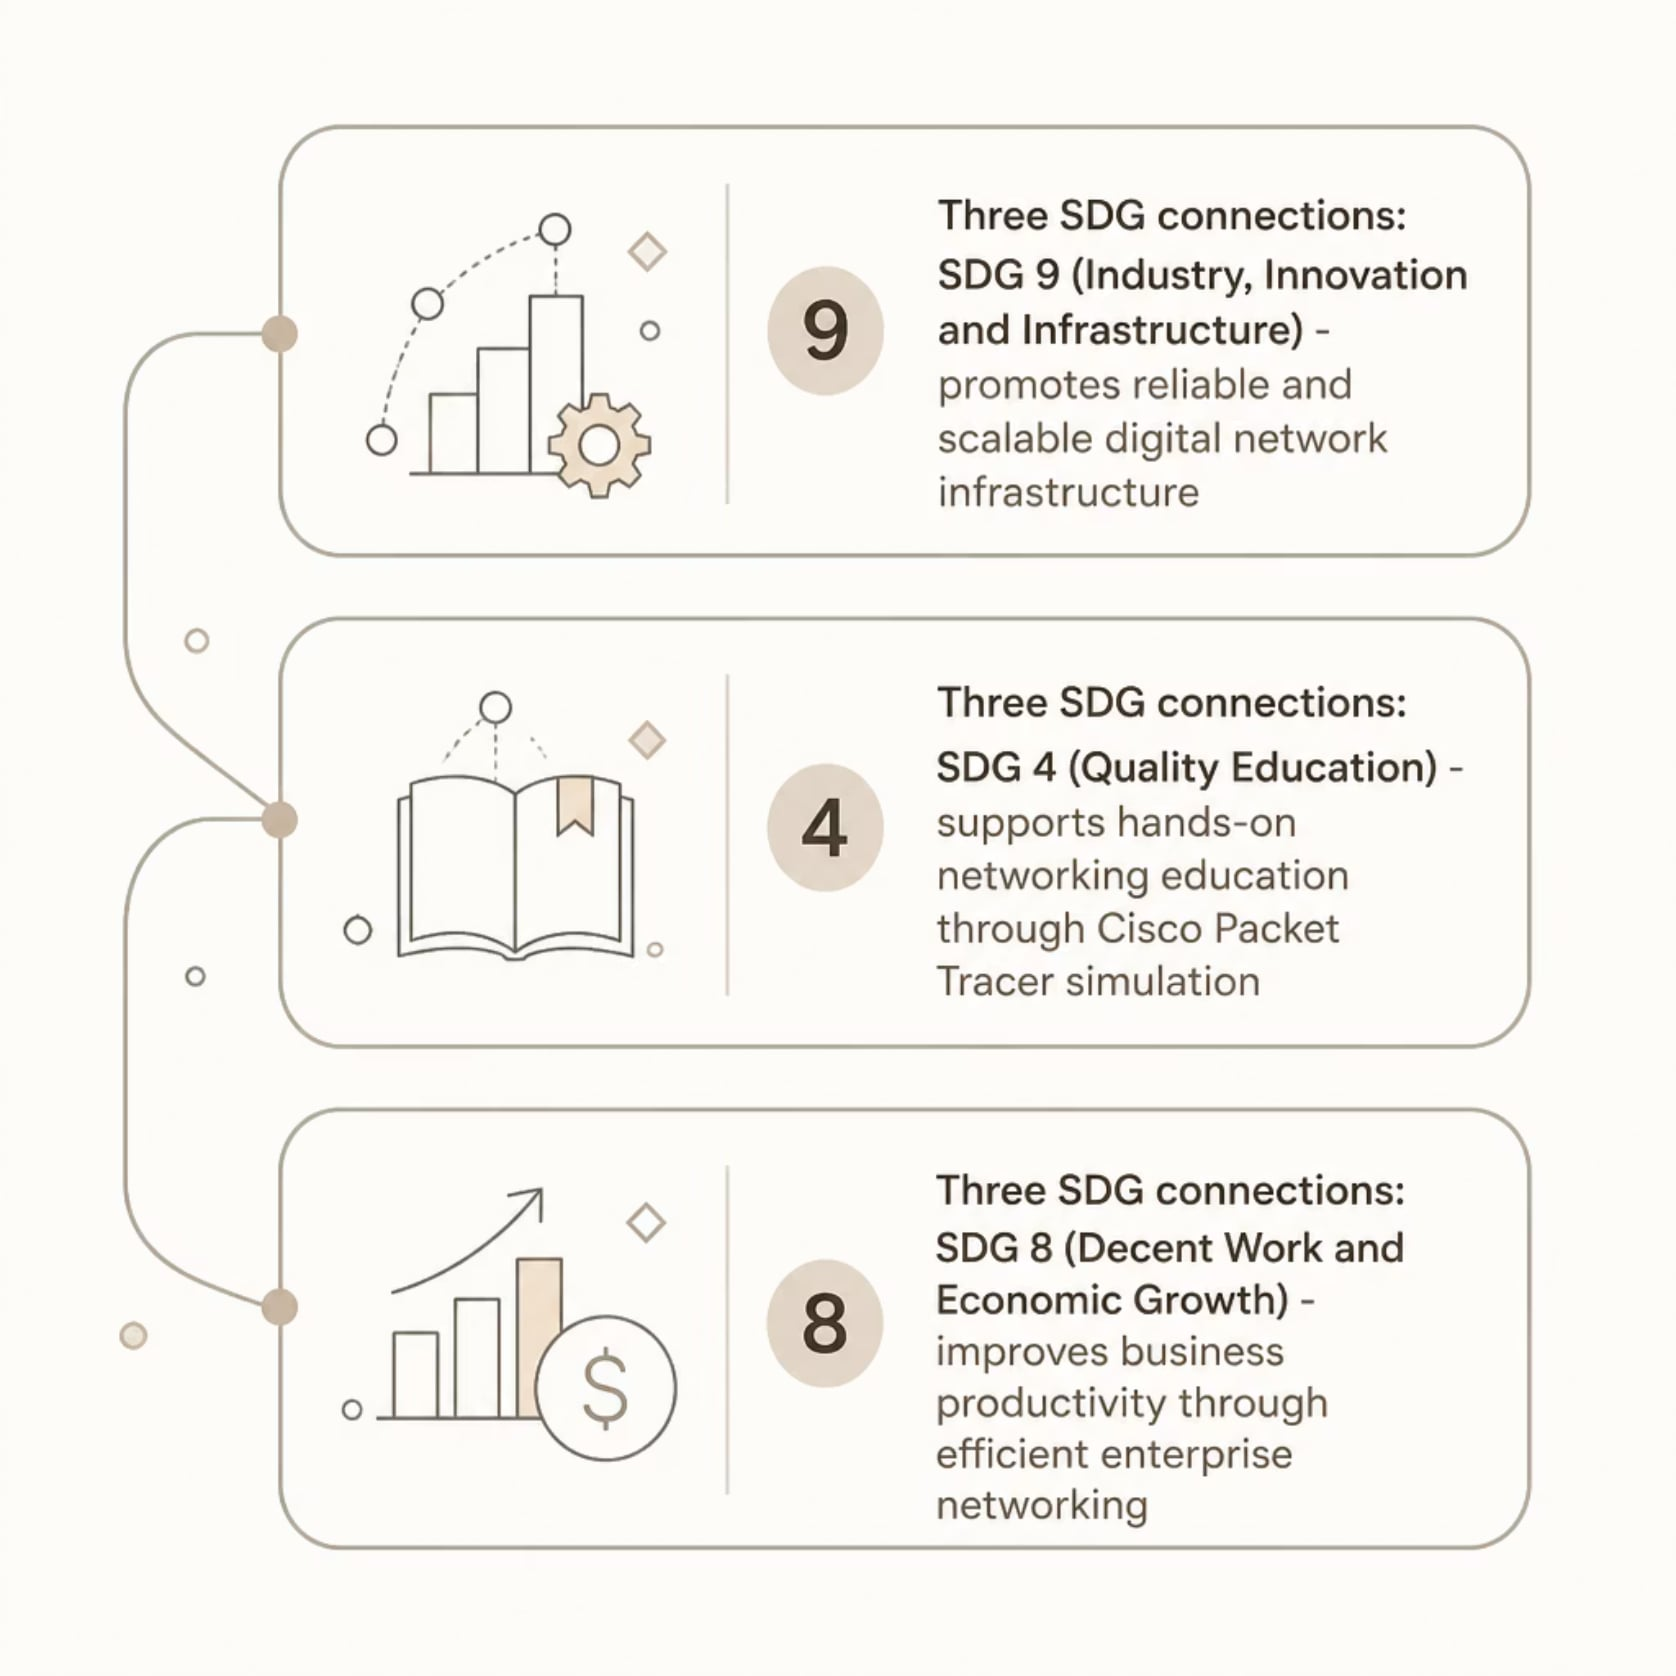 Three SDG connections:
9
SDG 9 (Industry, Innovation
and Infrastructure) -
promotes reliable and
scalable digital network
infrastructure
Three SDG connections:
4
SDG 4 (Quality Education) -
supports hands-on
networking education
through Cisco Packet
Tracer simulation
Three SDG connections:
8
SDG 8 (Decent Work and
Economic Growth) -
improves business
productivity through
efficient enterprise
networking
$